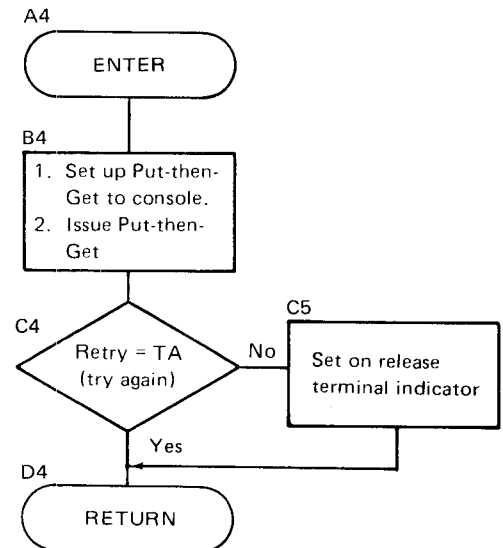 A4
ENTER
B4
1. Set up Put-then-
Get to console.
2. Issue Put-then-
Get
C4
Retry = TA
(try again)
No
C5
Set on release
terminal indicator
Yes
D4
RETURN